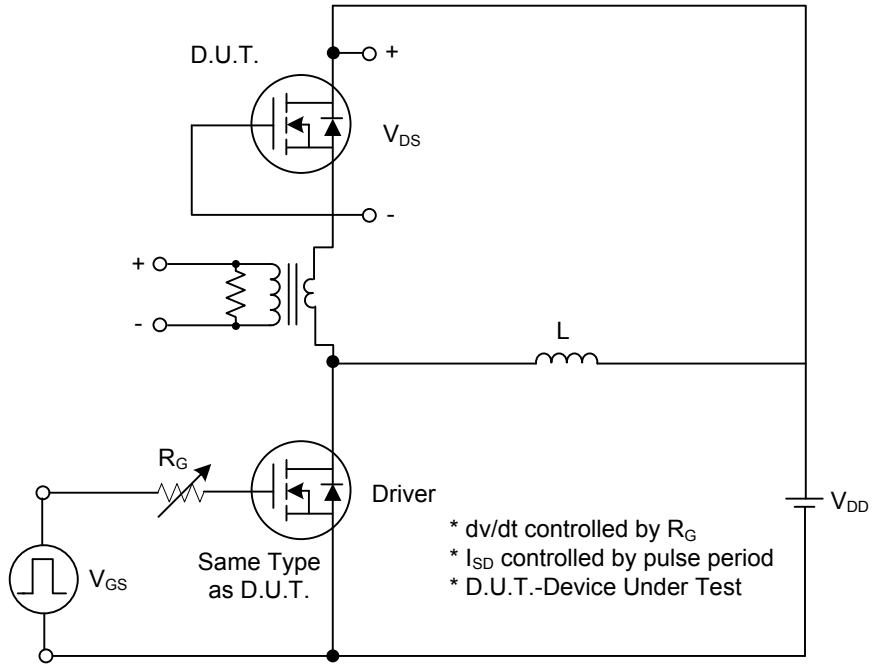 D.U.T.
+
V_DS
-
+
-
L
R_G
Driver
V_DD
Same Type
as D.U.T.
V_GS
* dv/dt controlled by R_G
* I_SD controlled by pulse period
* D.U.T.-Device Under Test